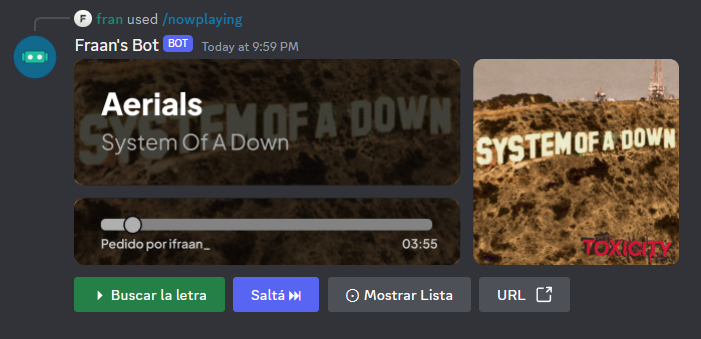 F fran used /nowplaying
Fraan's Bot BOT Today at 9:59 PM
Aerials
System Of A Down
SYSTEM OF A DOWN
Pedido por ifraan_ 03:55
SYSTEM OF A DOWN
TOXICITY
Buscar la letra Saltá Mostrar Lista URL